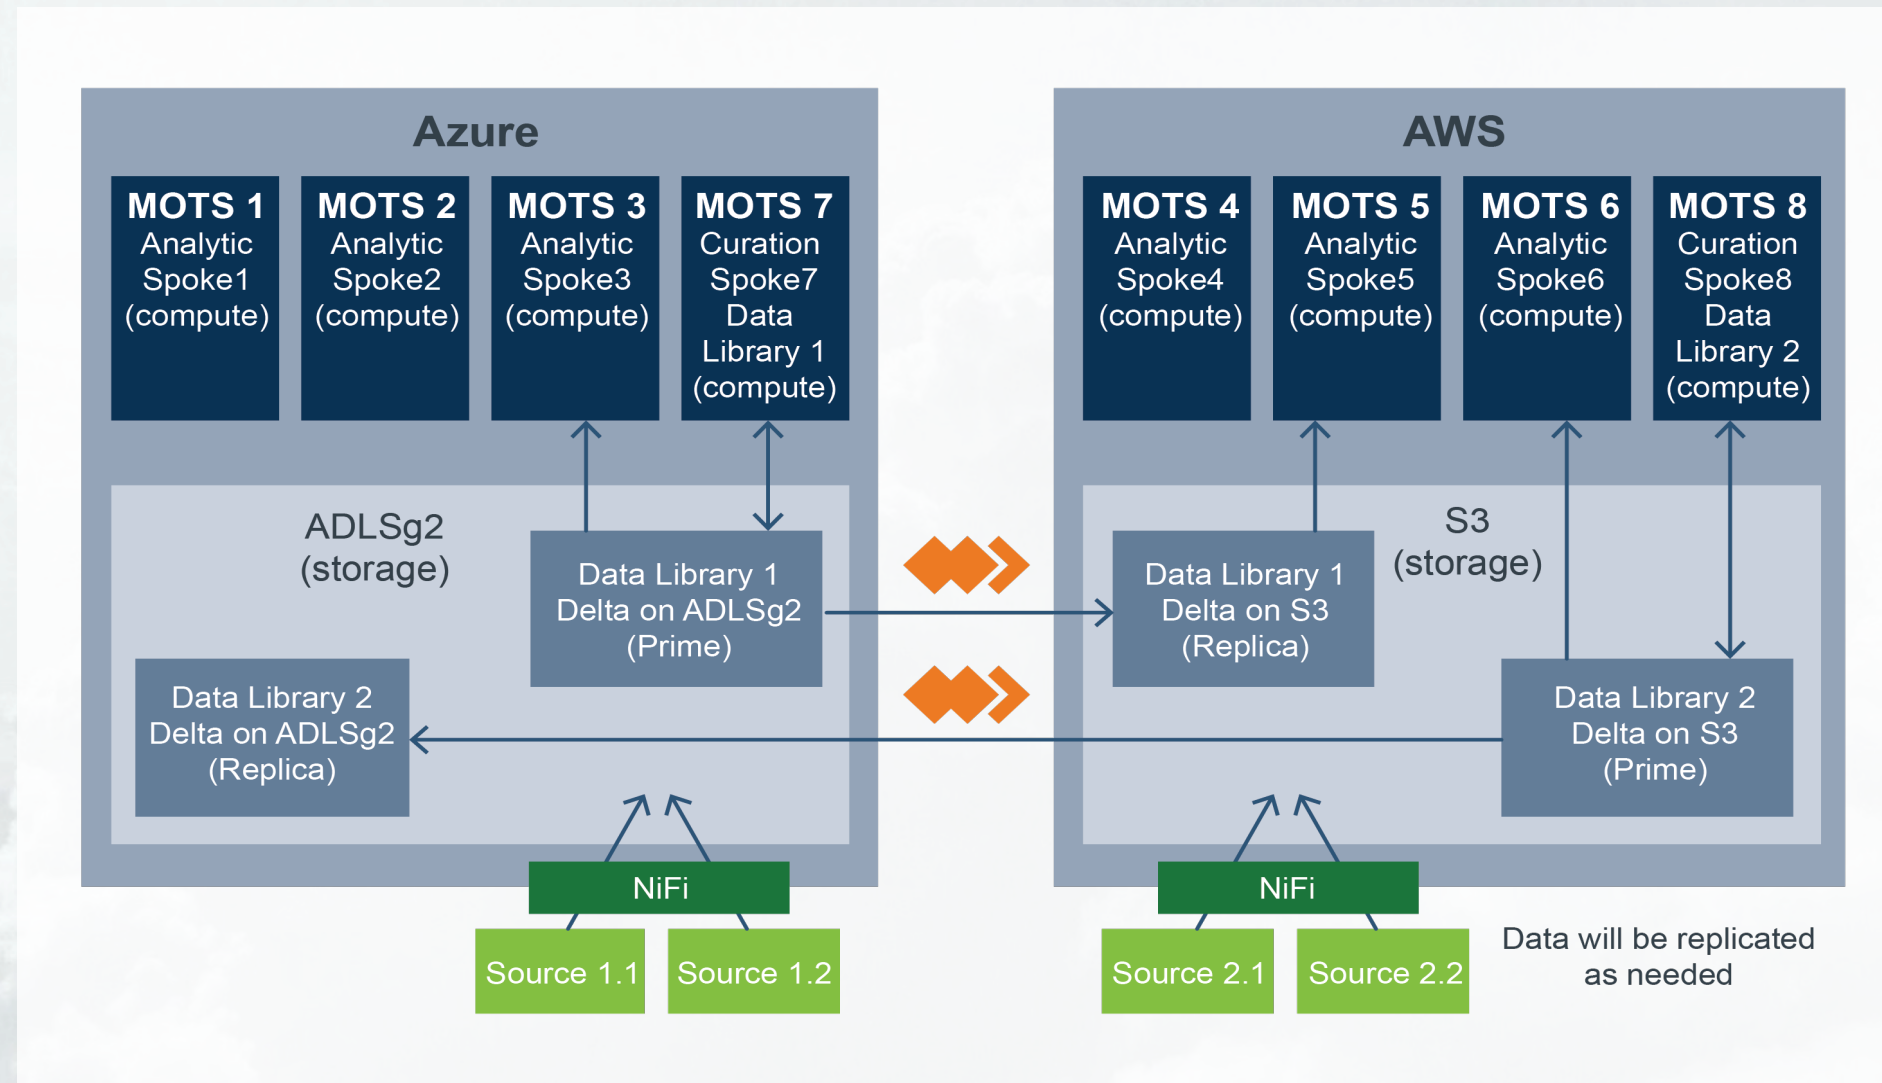 Azure
MOTS 1
Analytic
Spoke1
(compute)
MOTS 2
Analytic
Spoke2
(compute)
MOTS 3
Analytic
Spoke3
(compute)
MOTS 7
Curation
Spoke7
Data
Library 1
(compute)
ADLSg2
(storage)
Data Library 1
Delta on ADLSg2
(Prime)
Data Library 2
Delta on ADLSg2
(Replica)
NiFi
Source 1.1
Source 1.2
AWS
MOTS 4
Analytic
Spoke4
(compute)
MOTS 5
Analytic
Spoke5
(compute)
MOTS 6
Analytic
Spoke6
(compute)
MOTS 8
Curation
Spoke8
Data
Library 2
(compute)
Data Library 1
Delta on S3
(Replica)
S3
(storage)
Data Library 2
Delta on S3
(Prime)
NiFi
Source 2.1
Source 2.2
Data will be replicated
as needed